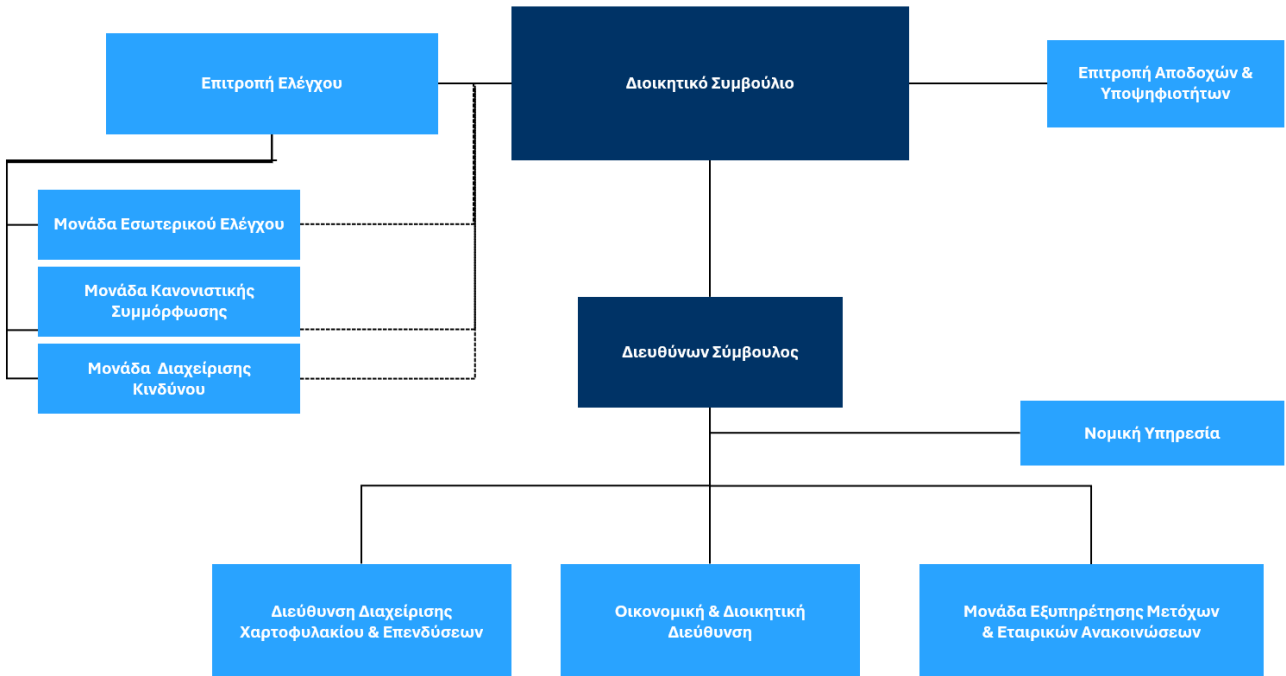 Διοικητικό Συμβούλιο
Επιτροπή Ελέγχου
Επιτροπή Αποδοχών &
Υποψηφιοτήτων
Μονάδα Εσωτερικού Ελέγχου
Μονάδα Κανονιστικής
Συμμόρφωσης
Μονάδα Διαχείρισης
Κινδύνου
Διευθύνων Σύμβουλος
Νομική Υπηρεσία
Διεύθυνση Διαχείρισης
Χαρτοφυλακίου & Επενδύσεων
Οικονομική & Διοικητική
Διεύθυνση
Μονάδα Εξυπηρέτησης Μετόχων
& Εταιρικών Ανακοινώσεων